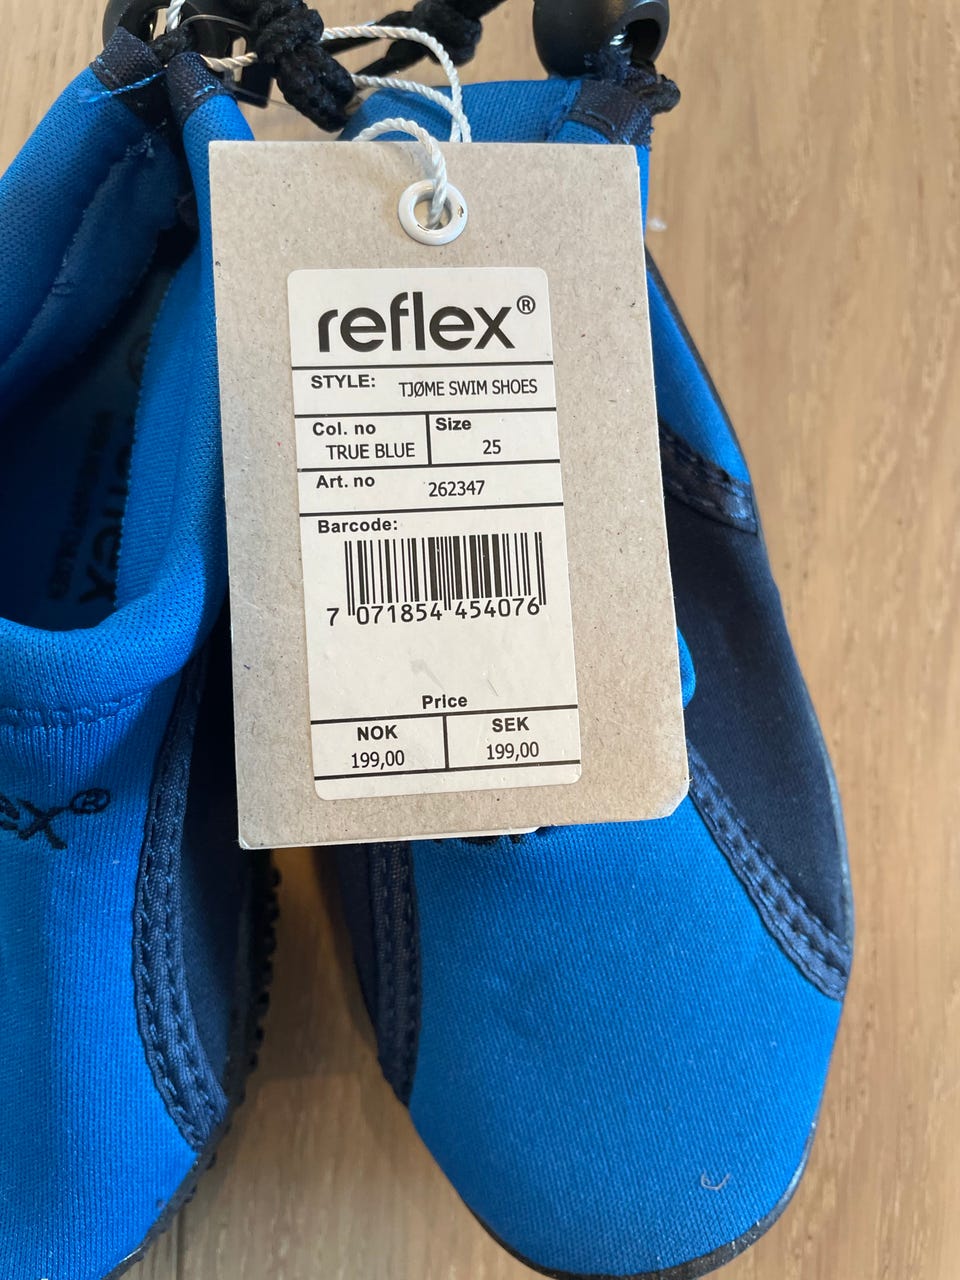 reflex®
STYLE: TJØME SWIM SHOES
Col. no Size
TRUE BLUE 25
Art. no 262347
Barcode:
7 071854 454076
Price
NOK SEK
199,00 199,00
ex®